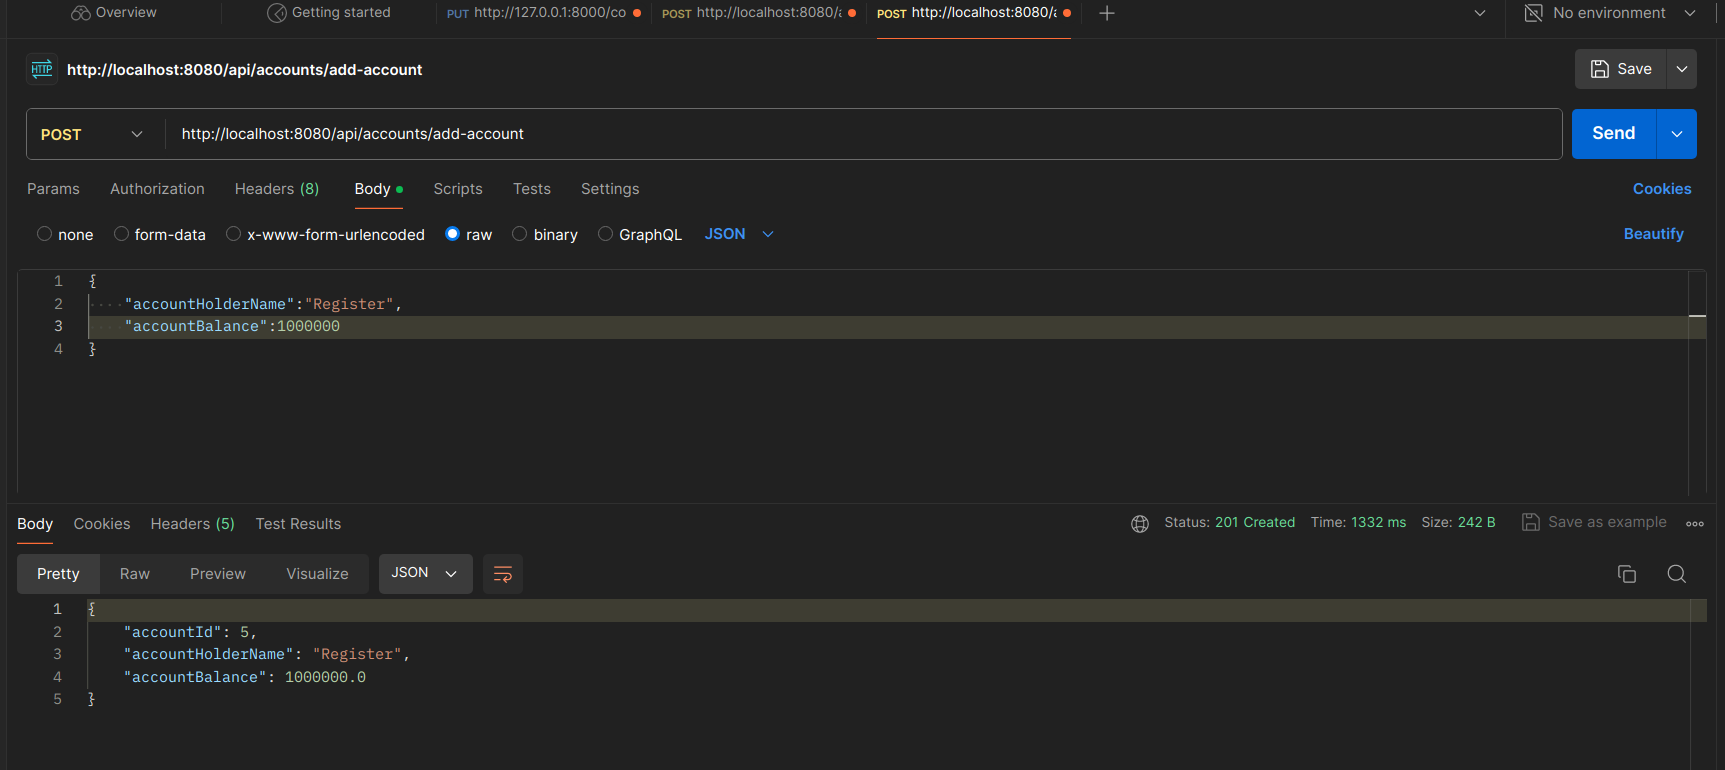 Overview Getting started PUT http://127.0.0.1:8000/co POST http://localhost:8080/a POST http://localhost:8080/a No environment
HTTP http://localhost:8080/api/accounts/add-account Save
POST http://localhost:8080/api/accounts/add-account Send
Params Authorization Headers (8) Body Scripts Tests Settings Cookies
none form-data x-www-form-urlencoded raw binary GraphQL JSON Beautify
1 {
2 "accountHolderName":"Register",
3 "accountBalance":1000000
4 }
Body Cookies Headers (5) Test Results Status: 201 Created Time: 1332 ms Size: 242 B Save as example
Pretty Raw Preview Visualize JSON
1 {
2 "accountId": 5,
3 "accountHolderName": "Register",
4 "accountBalance": 1000000.0
5 }